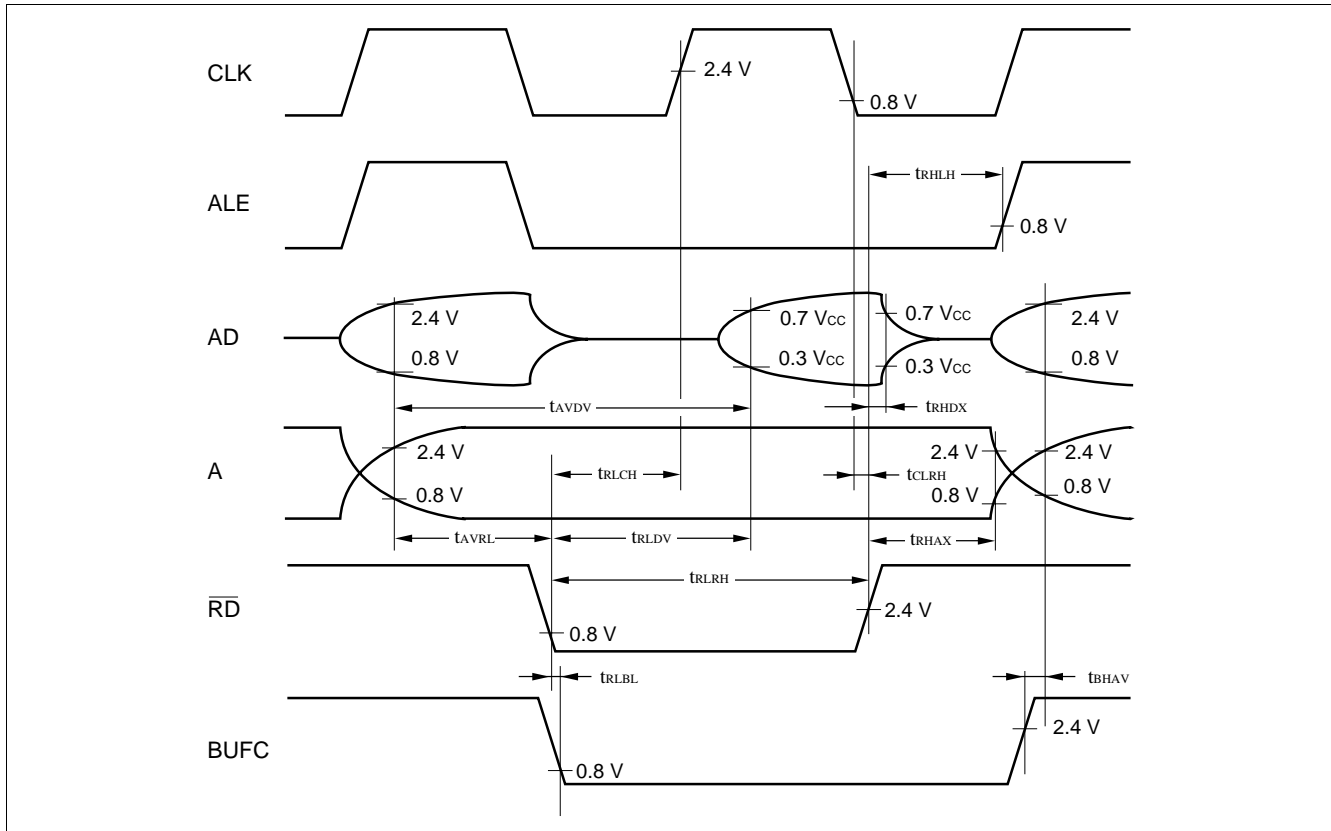 CLK
2.4 V
0.8 V
ALE
tRHLH
0.8 V
AD
2.4 V
0.8 V
0.7 VCC
0.3 VCC
0.7 VCC
0.3 VCC
2.4 V
0.8 V
tAVDV
tRHDX
A
2.4 V
0.8 V
tRLCH
tCLRH
2.4 V
0.8 V
2.4 V
0.8 V
tAVRL
tRLDV
tRHAX
RD
tRLRH
0.8 V
2.4 V
tRLBL
tBHAV
BUFC
0.8 V
2.4 V